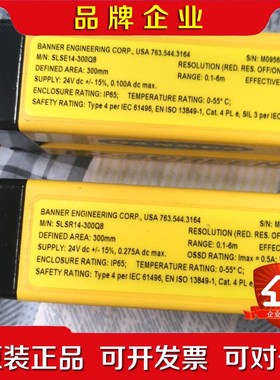 品牌企业
BANNER ENGINEERING CORP., USA 763.544.3164
M/N: SLSE14-300Q8
DEFINED AREA: 300mm
SUPPLY: 24V dc +/- 15%, 0.100A dc max.
ENCLOSURE RATING: IP65; TEMPERATURE RATING: 0-55° C;
SAFETY RATING: Type 4 per IEC 61496, EN ISO 13849-1, Cat. 4 PL e, SIL 3 per IEC
S/N: M0956
RESOLUTION (RED. RES. OFF/ON
RANGE: 0.1-6m
BANNER ENGINEERING CORP., USA 763.544.3164
M/N: SLSR14-300Q8
DEFINED AREA: 300mm
SUPPLY: 24V dc +/- 15%, 0.275A dc max.
ENCLOSURE RATING: IP65; TEMPERATURE RATING: 0-55° C;
SAFETY RATING: Type 4 per IEC 61496, EN ISO 13849-1, Cat. 4 PL e,
S/N:
RESOLUTION (RED. RES.
RANGE: 0.1-6m
OSSD RATING: Imax = 0.5A:
企
企业
原装正品 可开发票 可对公